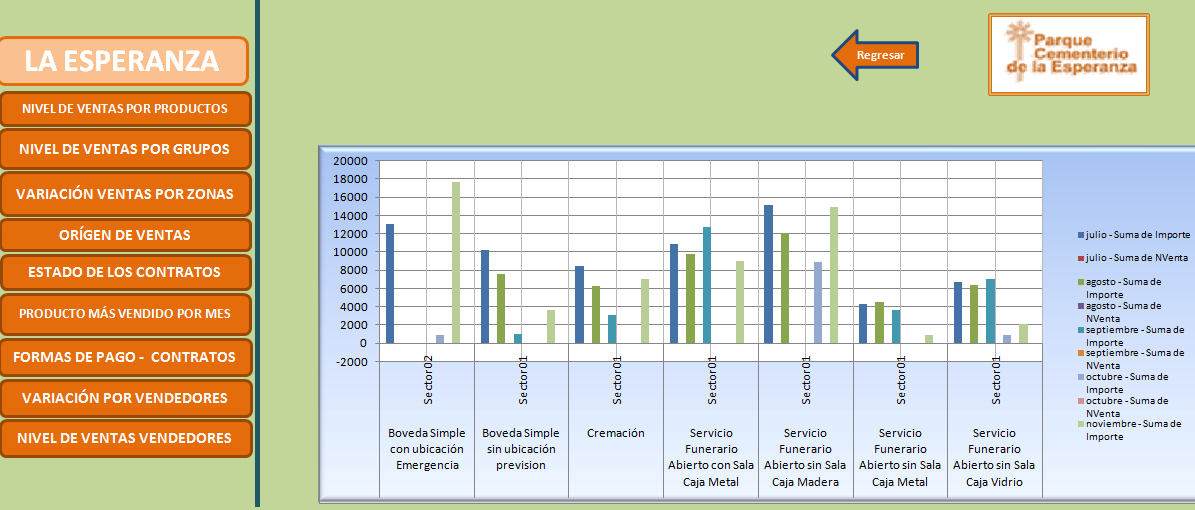 LA ESPERANZA
NIVEL DE VENTAS POR PRODUCTOS
NIVEL DE VENTAS POR GRUPOS
VARIACIÓN VENTAS POR ZONAS
ORÍGEN DE VENTAS
ESTADO DE LOS CONTRATOS
PRODUCTO MÁS VENDIDO POR MES
FORMAS DE PAGO - CONTRATOS
VARIACIÓN POR VENDEDORES
NIVEL DE VENTAS VENDEDORES
Regresar
Parque
Cementerio
de la Esperanza
20000
18000
16000
14000
12000
10000
8000
6000
4000
2000
0
-2000
Sector02
Sector01
Sector01
Sector01
Sector01
Sector01
Sector01
Boveda Simple
con ubicación
Emergencia
Boveda Simple
sin ubicación
prevision
Cremación
Servicio
Funerario
Abierto con Sala
Caja Metal
Servicio
Funerario
Abierto sin Sala
Caja Madera
Servicio
Funerario
Abierto sin Sala
Caja Metal
Servicio
Funerario
Abierto sin Sala
Caja Vidrio
julio - Suma de Importe
julio - Suma de NVenta
agosto - Suma de
Importe
agosto - Suma de
NVenta
septiembre - Suma de
Importe
septiembre - Suma de
NVenta
octubre - Suma de
Importe
octubre - Suma de
NVenta
noviembre - Suma de
Importe